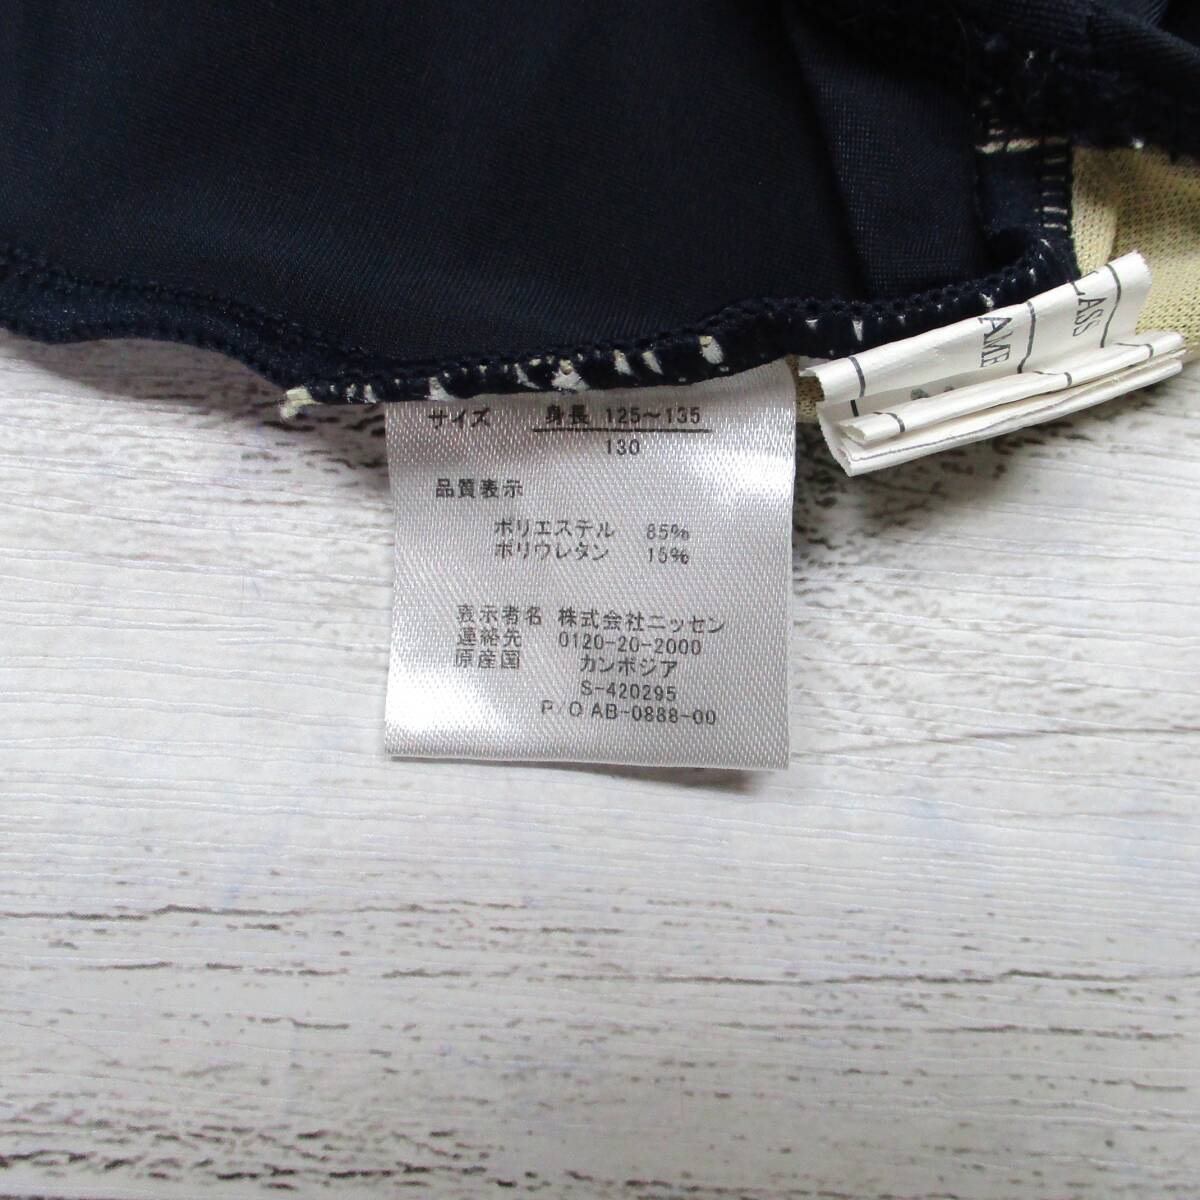 サイズ 身長 125～135
130
品質表示
ポリエステル 85%
ポリウレタン 15%
表示者名 株式会社ニッセン
連絡先 0120-20-2000
原産国 カンボジア
S-420295
P/O AB-0888-00
LASS
AME